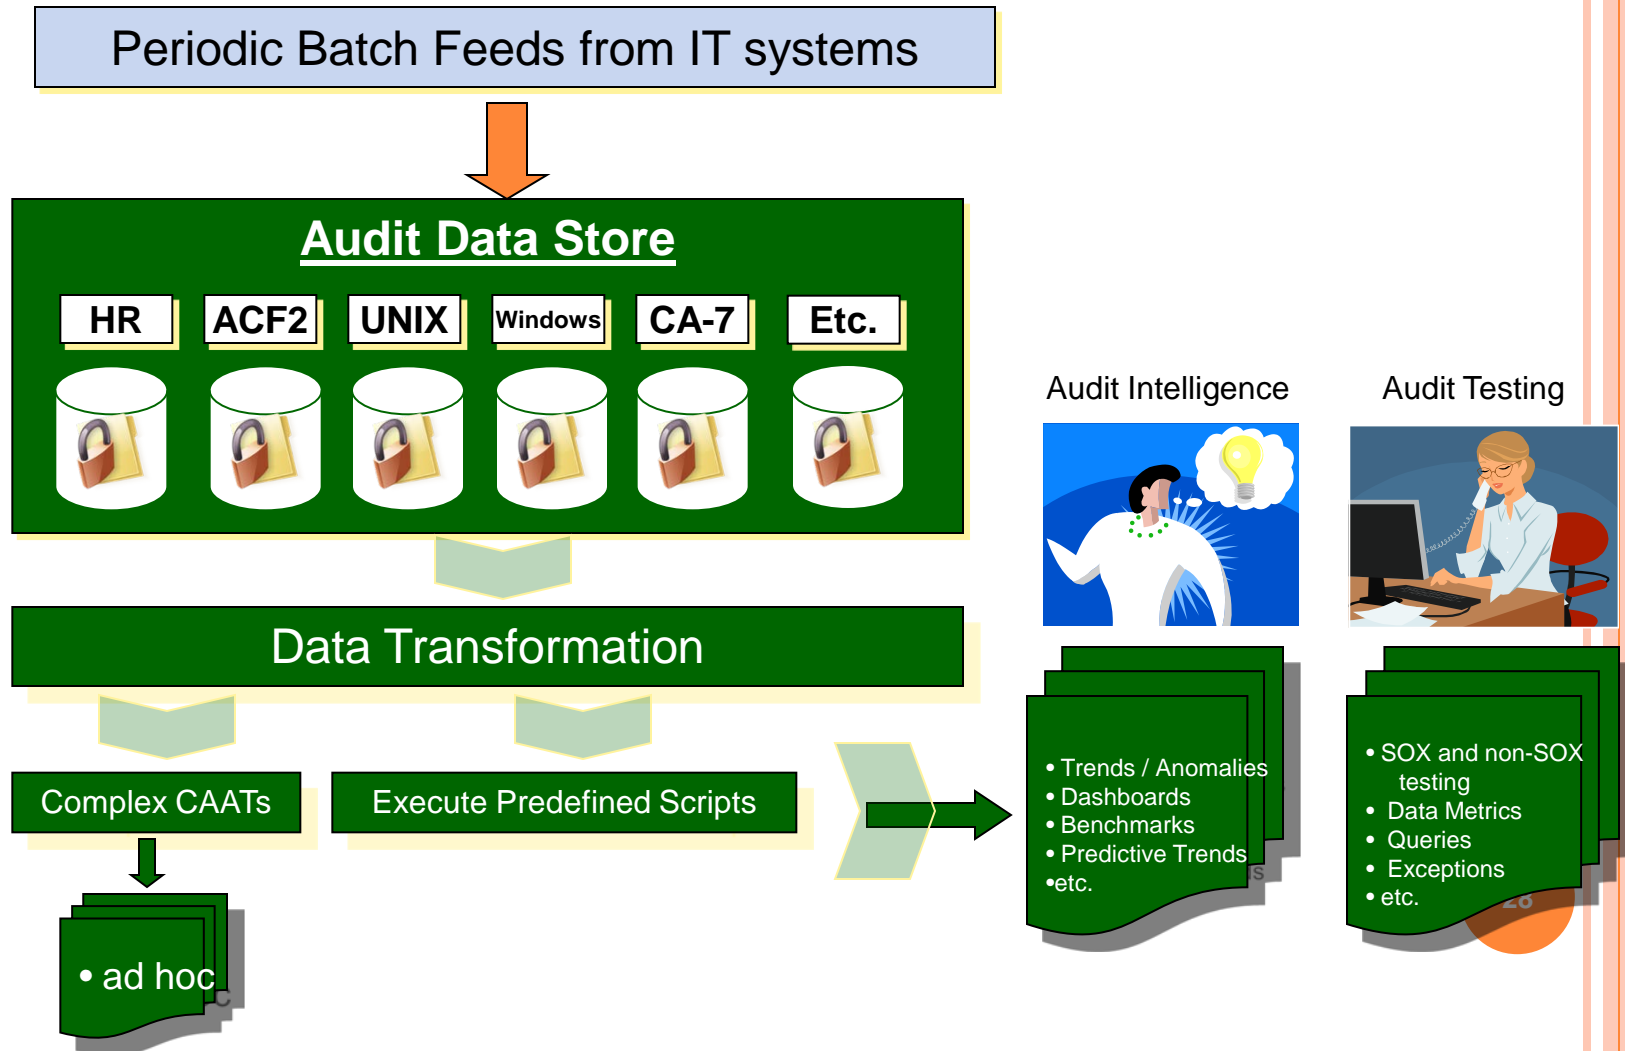 Periodic Batch Feeds from IT systems
Audit Data Store
HR
ACF2
UNIX
Windows
CA-7
Etc.
Data Transformation
Complex CAATs
Execute Predefined Scripts
• ad hoc
Audit Intelligence
• Trends / Anomalies
• Dashboards
• Benchmarks
• Predictive Trends
•etc.
Audit Testing
• SOX and non-SOX
testing
• Data Metrics
• Queries
• Exceptions
• etc.
28